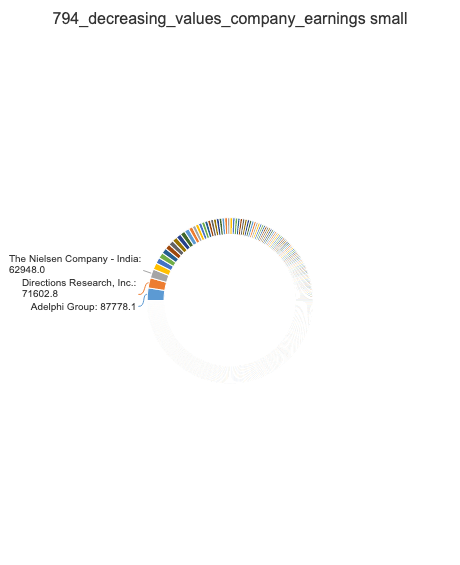 794_decreasing_values_company_earnings small
The Nielsen Company - India:
62948.0
Directions Research, Inc.:
71602.8
Adelphi Group: 87778.1